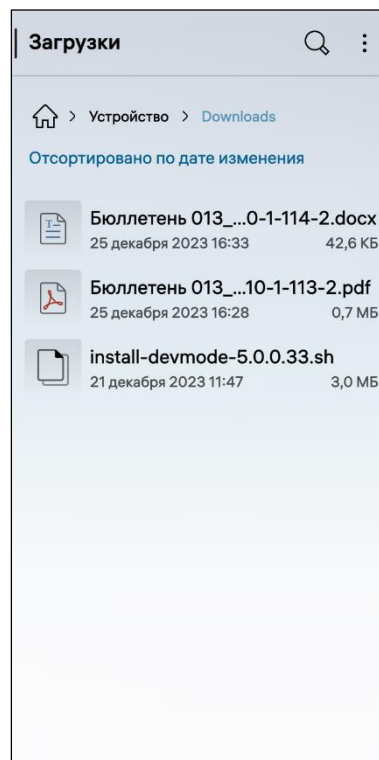 Загрузки
Устройство > Downloads
Отсортировано по дате изменения
Бюллетень 013_...0-1-114-2.docx
25 декабря 2023 16:33 42,6 КБ
Бюллетень 013_...10-1-113-2.pdf
25 декабря 2023 16:28 0,7 МБ
install-devmode-5.0.0.33.sh
21 декабря 2023 11:47 3,0 МБ